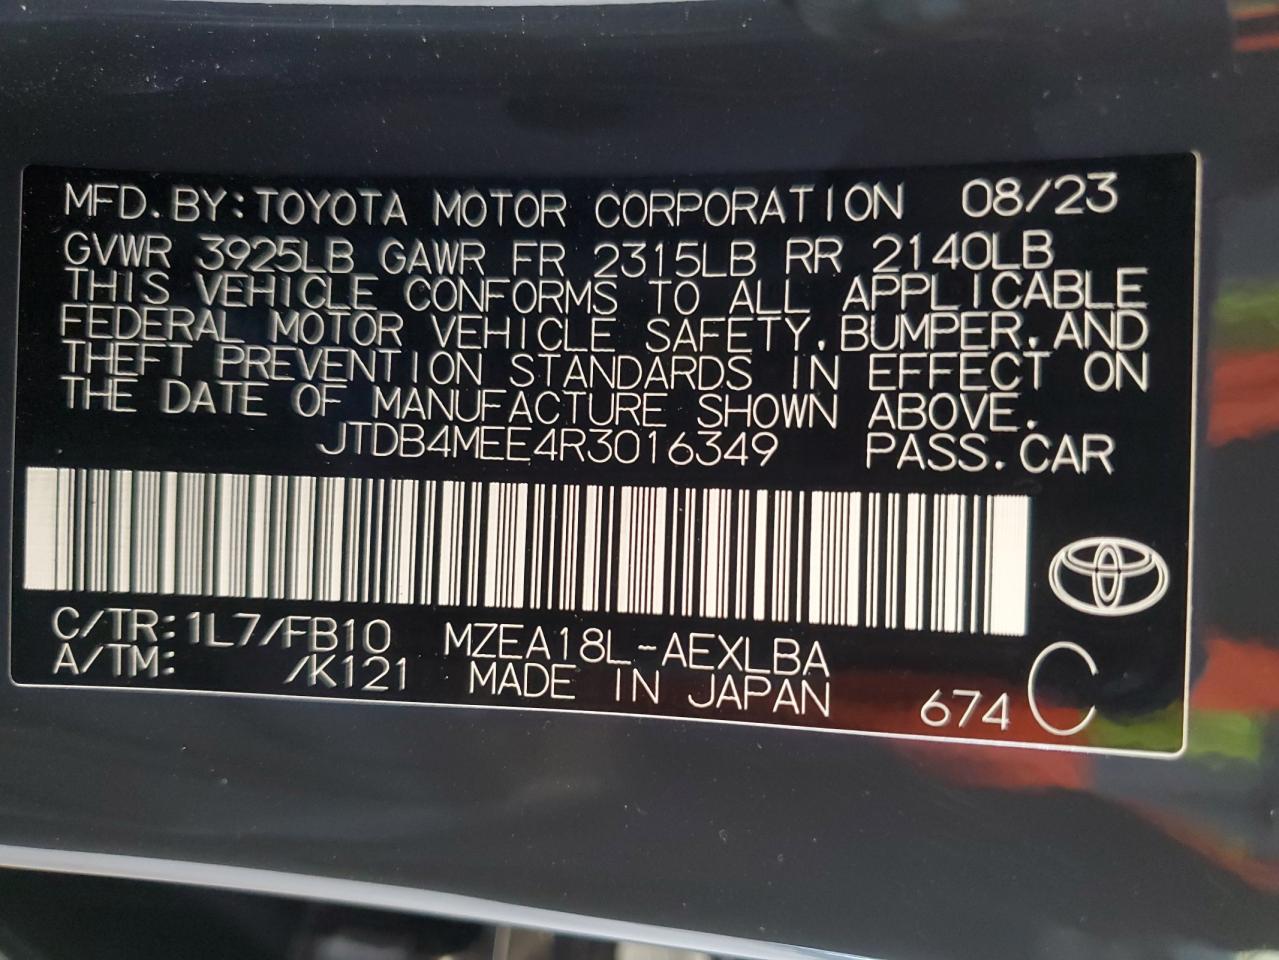 MFD. BY: TOYOTA MOTOR CORPORATION 08/23
GVWR 3925LB GAWR FR 2315LB RR 2140LB
THIS VEHICLE CONFORMS TO ALL APPLICABLE
FEDERAL MOTOR VEHICLE SAFETY, BUMPER, AND
THEFT PREVENTION STANDARDS IN EFFECT ON
THE DATE OF MANUFACTURE SHOWN ABOVE.
JTDB4MEE4R3016349 PASS. CAR
C/TR: 1L7/FB10 MZEA18L-AEXLBA
A/TM: /K121 MADE IN JAPAN 674 C